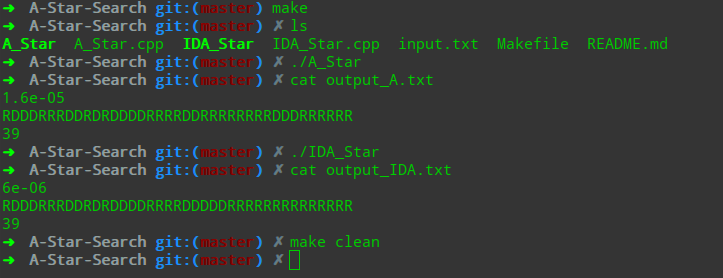 ➜ A-Star-Search git:(master) make
➜ A-Star-Search git:(master) ✗ ls
A_Star A_Star.cpp IDA_Star IDA_Star.cpp input.txt Makefile README.md
➜ A-Star-Search git:(master) ✗ ./A_Star
➜ A-Star-Search git:(master) ✗ cat output_A.txt
1.6e-05
RDDDRRRDDRDRDDDDRRRRDDRRRRRRRRDDDRRRRRR
39
➜ A-Star-Search git:(master) ✗ ./IDA_Star
➜ A-Star-Search git:(master) ✗ cat output_IDA.txt
6e-06
RDDDRRRDDRDRDDDDRRRRDDDDDRRRRRRRRRRRRRR
39
➜ A-Star-Search git:(master) ✗ make clean
➜ A-Star-Search git:(master) ✗